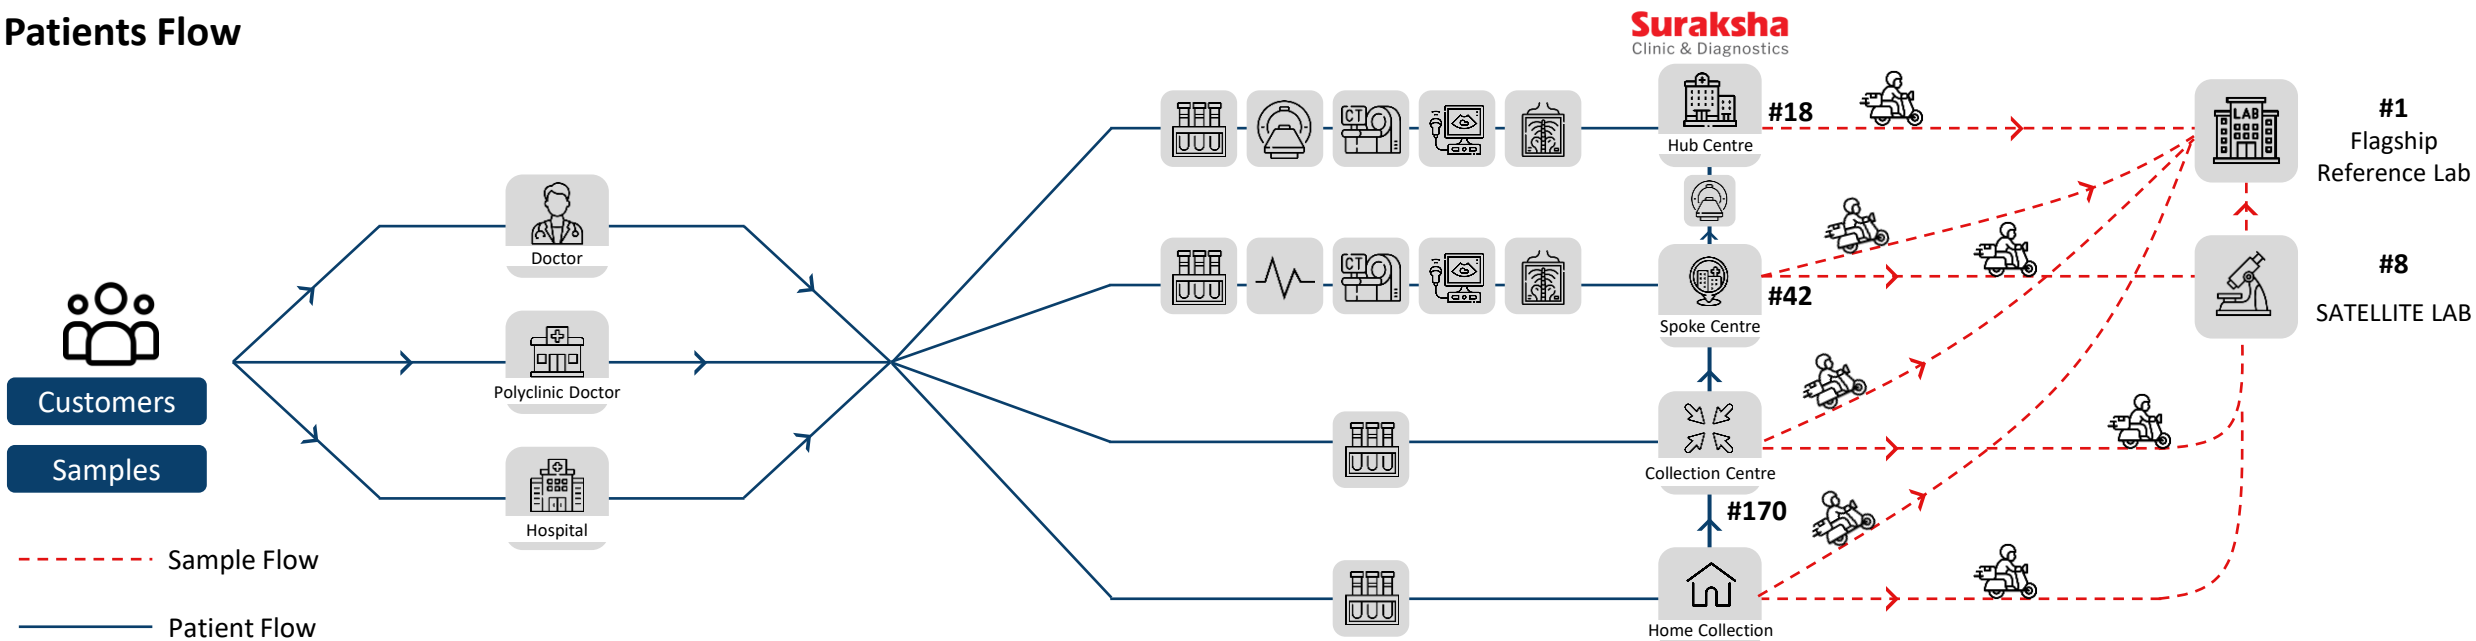 Patients Flow
Suraksha
Clinic & Diagnostics
CT
Hub Centre
#18
LAB
#1
Flagship
Reference Lab
Doctor
CT
Spoke Centre
#42
#8
SATELLITE LAB
Customers
Samples
Polyclinic Doctor
Collection Centre
#170
Hospital
Home Collection
Sample Flow
Patient Flow